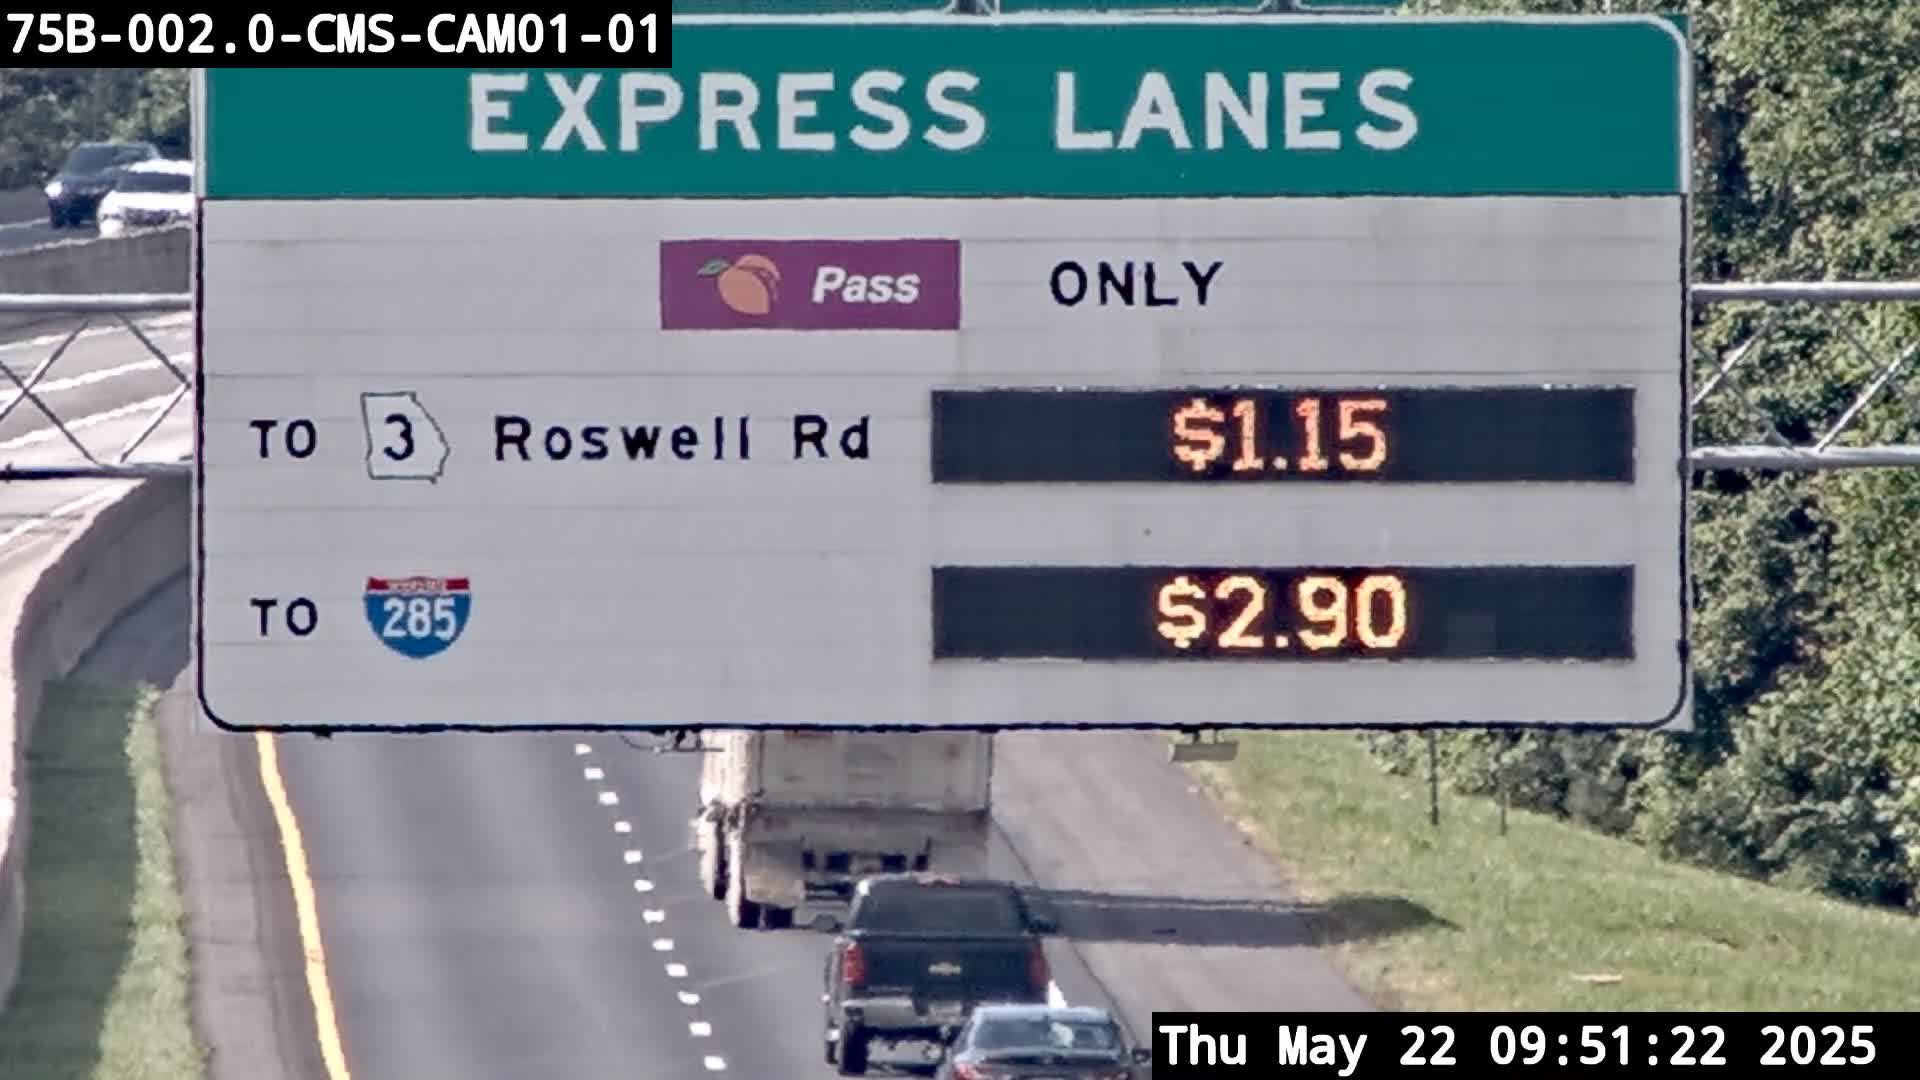 75B-002.0-CMS-CAM01-01
EXPRESS LANES
Pass ONLY
TO 3 Roswell Rd $1.15
TO 285 $2.90
Thu May 22 09:51:22 2025